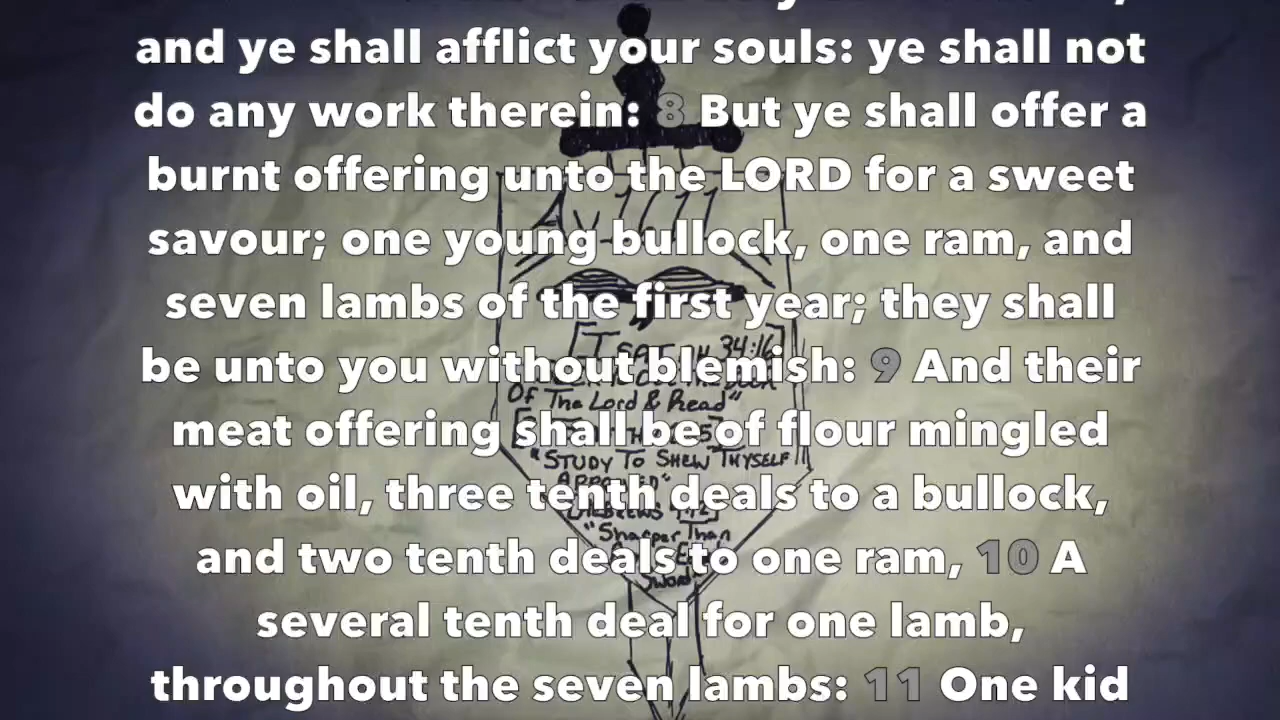 and ye shall afflict your souls: ye shall not
do any work therein: 8 But ye shall offer a
burnt offering unto the LORD for a sweet
savour; one young bullock, one ram, and
seven lambs of the first year; they shall
be unto you without blemish: 9 And their
meat offering shall be of flour mingled
with oil, three tenth deals to a bullock,
and two tenth deals to one ram, 10 A
several tenth deal for one lamb,
throughout the seven lambs: 11 One kid
Av 1611
34:16
Of The Lord & Read"
"STUDY TO SHEW THYSELF
"Sharper Than
Sword